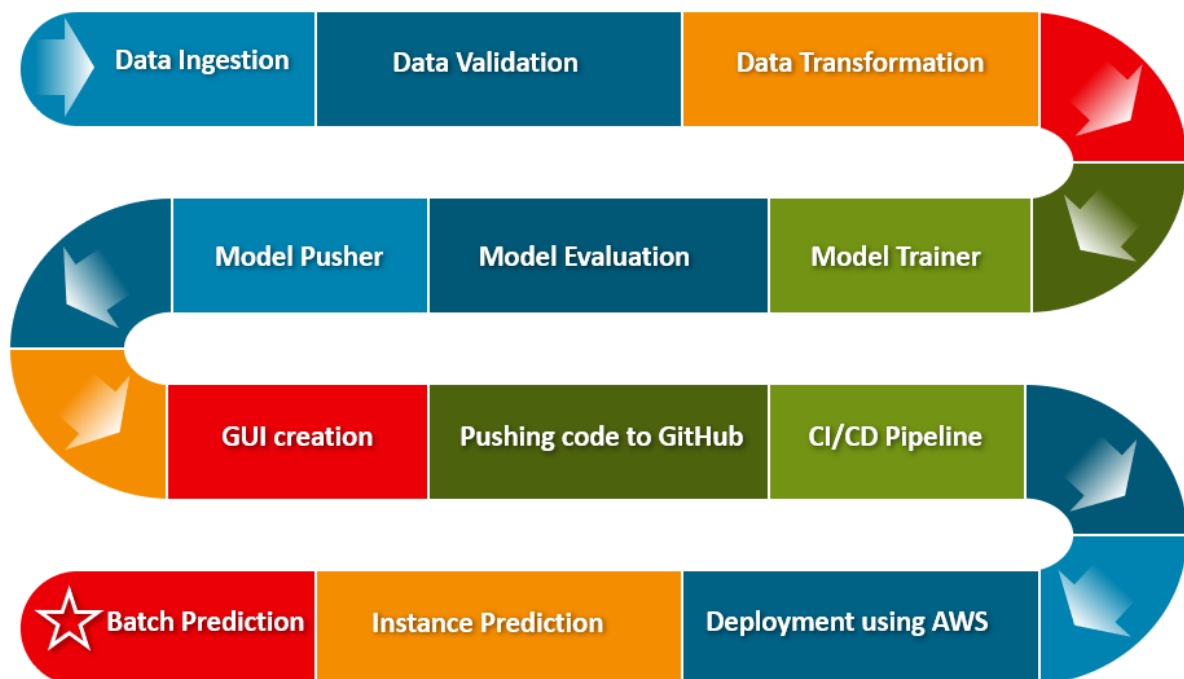 Data Ingestion
Data Validation
Data Transformation
Model Pusher
Model Evaluation
Model Trainer
GUI creation
Pushing code to GitHub
CI/CD Pipeline
Batch Prediction
Instance Prediction
Deployment using AWS